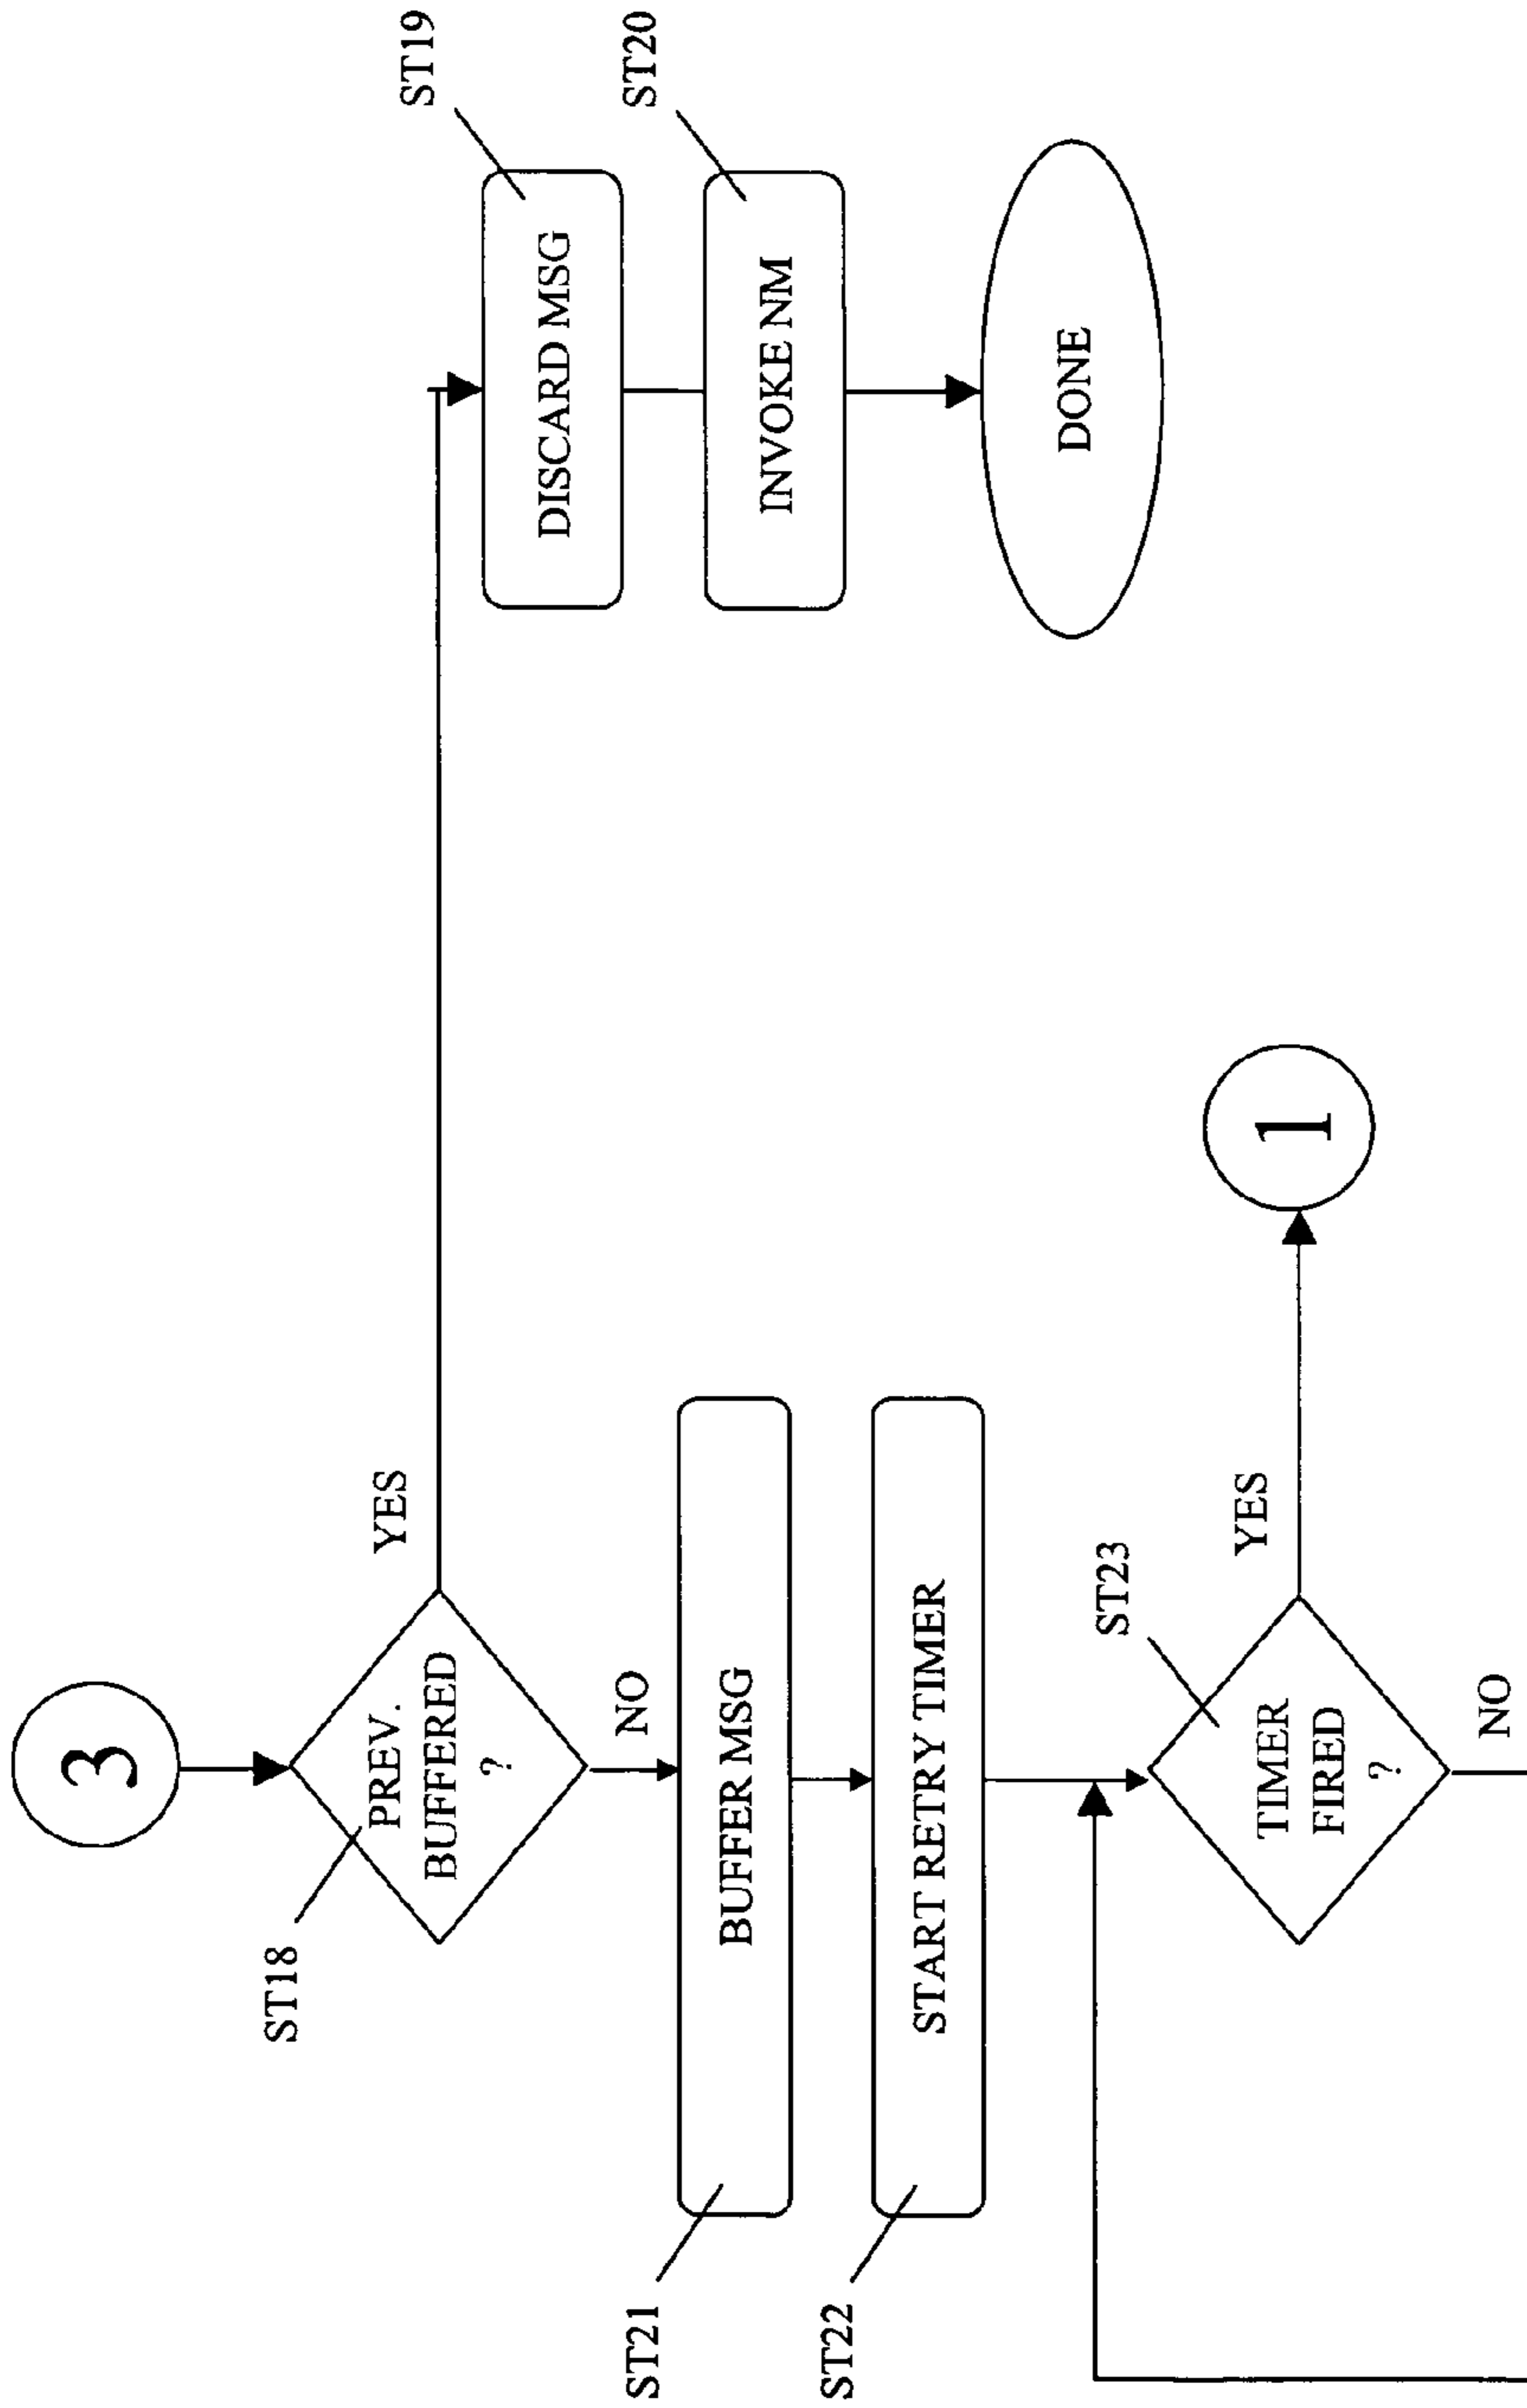 3
ST18
PREV.
BUFFERED
?
YES
NO
ST19
DISCARD MSG
ST20
INVOKE NM
DONE
ST21
BUFFER MSG
ST22
START RETRY TIMER
ST23
TIMER
FIRED
?
YES
1
NO